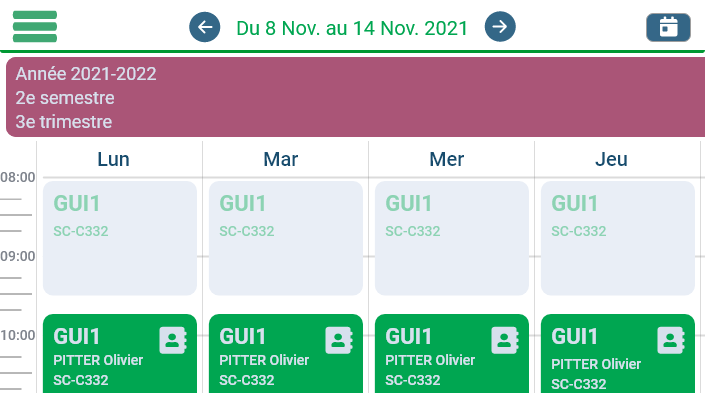 Du 8 Nov. au 14 Nov. 2021
Année 2021-2022
2e semestre
3e trimestre
Lun Mar Mer Jeu
08:00
GUI1 GUI1 GUI1 GUI1
SC-C332 SC-C332 SC-C332 SC-C332
09:00
10:00
GUI1 GUI1 GUI1 GUI1
PITTER Olivier PITTER Olivier PITTER Olivier PITTER Olivier
SC-C332 SC-C332 SC-C332 SC-C332